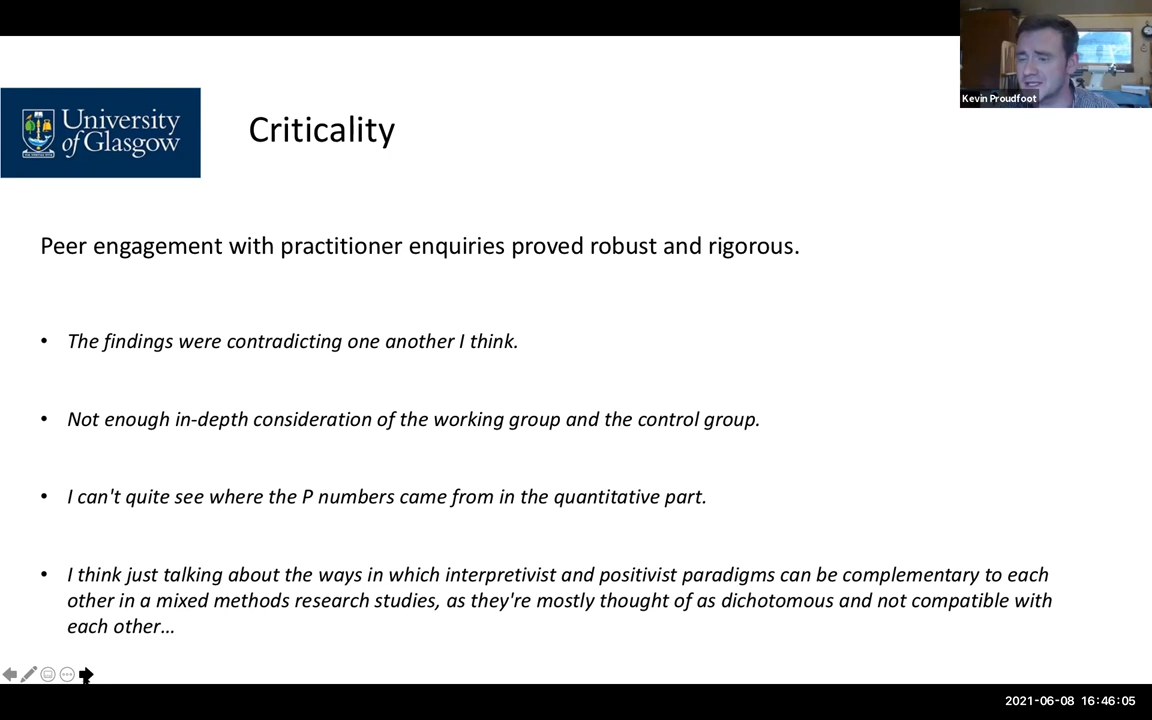 Kevin Proudfoot
University
of Glasgow
Criticality
Peer engagement with practitioner enquiries proved robust and rigorous.
• The findings were contradicting one another I think.
• Not enough in-depth consideration of the working group and the control group.
• I can't quite see where the P numbers came from in the quantitative part.
• I think just talking about the ways in which interpretivist and positivist paradigms can be complementary to each
other in a mixed methods research studies, as they're mostly thought of as dichotomous and not compatible with
each other...
2021-06-08 16:46:05